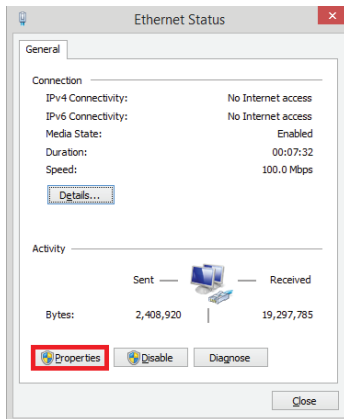 Ethernet Status
General
Connection
IPv4 Connectivity: No Internet access
IPv6 Connectivity: No Internet access
Media State: Enabled
Duration: 00:07:32
Speed: 100.0 Mbps
Details...
Activity
Sent Received
Bytes: 2,408,920 19,297,785
Properties Disable Diagnose
Close